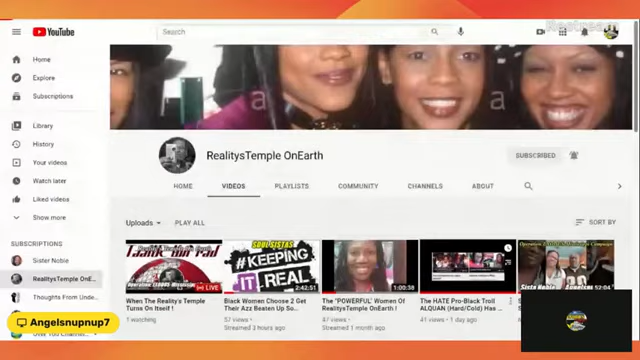 Restream
YouTube
Search
Home
Explore
Subscriptions
Library
History
Your videos
Watch later
Liked videos
Show more
SUBSCRIPTIONS
Sister Noble
RealitysTemple OnE...
Thoughts From Unde...
Angelsnupnup7
RealitysTemple OnEarth
SUBSCRIBED
HOME VIDEOS PLAYLISTS COMMUNITY CHANNELS ABOUT
Uploads PLAY ALL SORT BY
LIVE
When The Reality's Temple
Turns On Itself !
1 watching
SOUL SISTAS
#KEEPING
IT REAL
2:42:51
Black Women Choose 2 Get
Their Azz Beaten Up So...
57 views
Streamed 3 hours ago
1:00:38
The "POWERFUL" Women Of
RealitysTemple OnEarth !
47 views
Streamed 1 month ago
The HATE Pro-Black Troll
ALQUAN (Hard/Cold) Has ...
41 views • 1 day ago
52:04